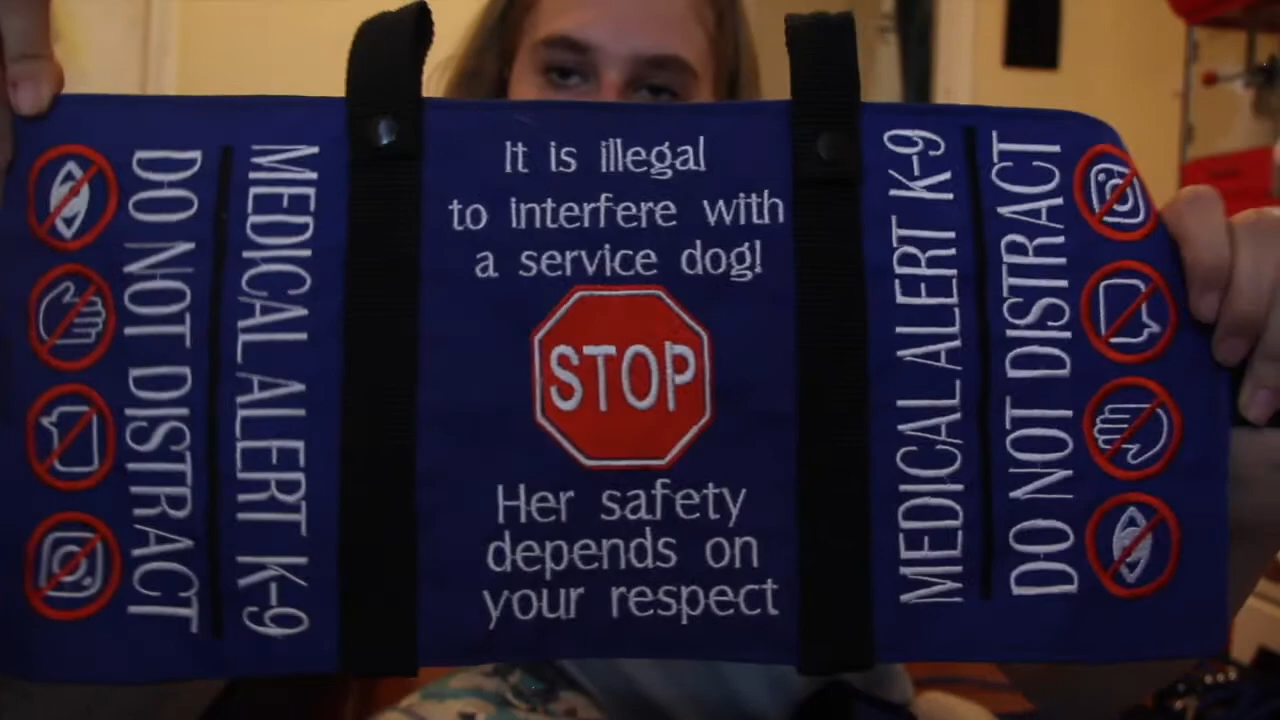 DO NOT DISTRACT
MEDICAL ALERT K-9
It is illegal
to interfere with
a service dog!
STOP
Her safety
depends on
your respect
MEDICAL ALERT K-9
DO NOT DISTRACT